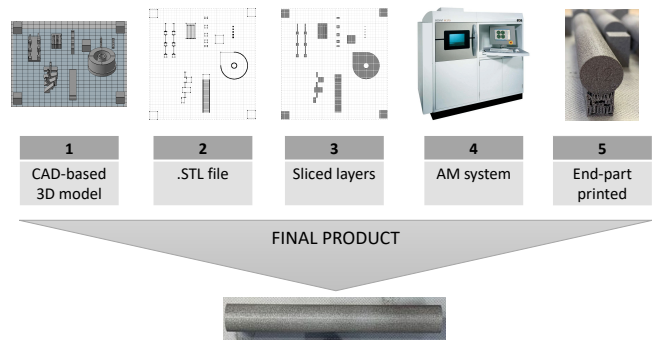 1
CAD-based
3D model
2
.STL file
3
Sliced layers
4
AM system
5
End-part
printed
FINAL PRODUCT